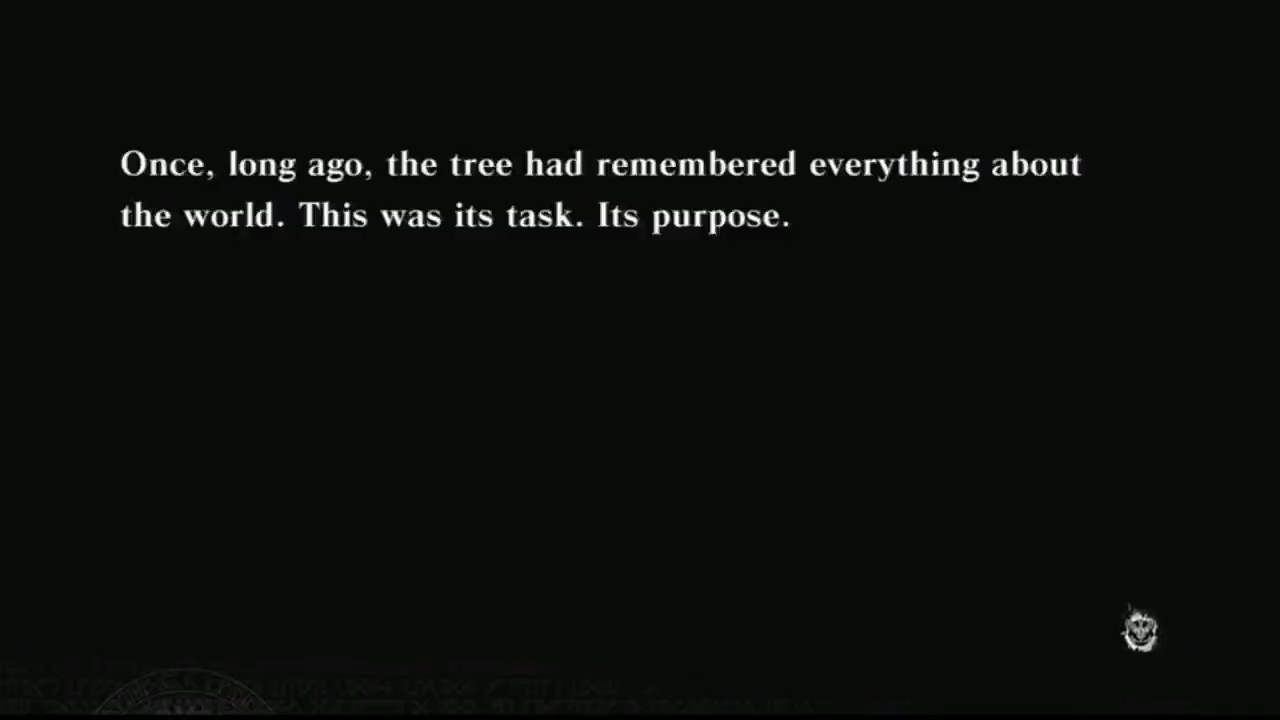 Once, long ago, the tree had remembered everything about
the world. This was its task. Its purpose.